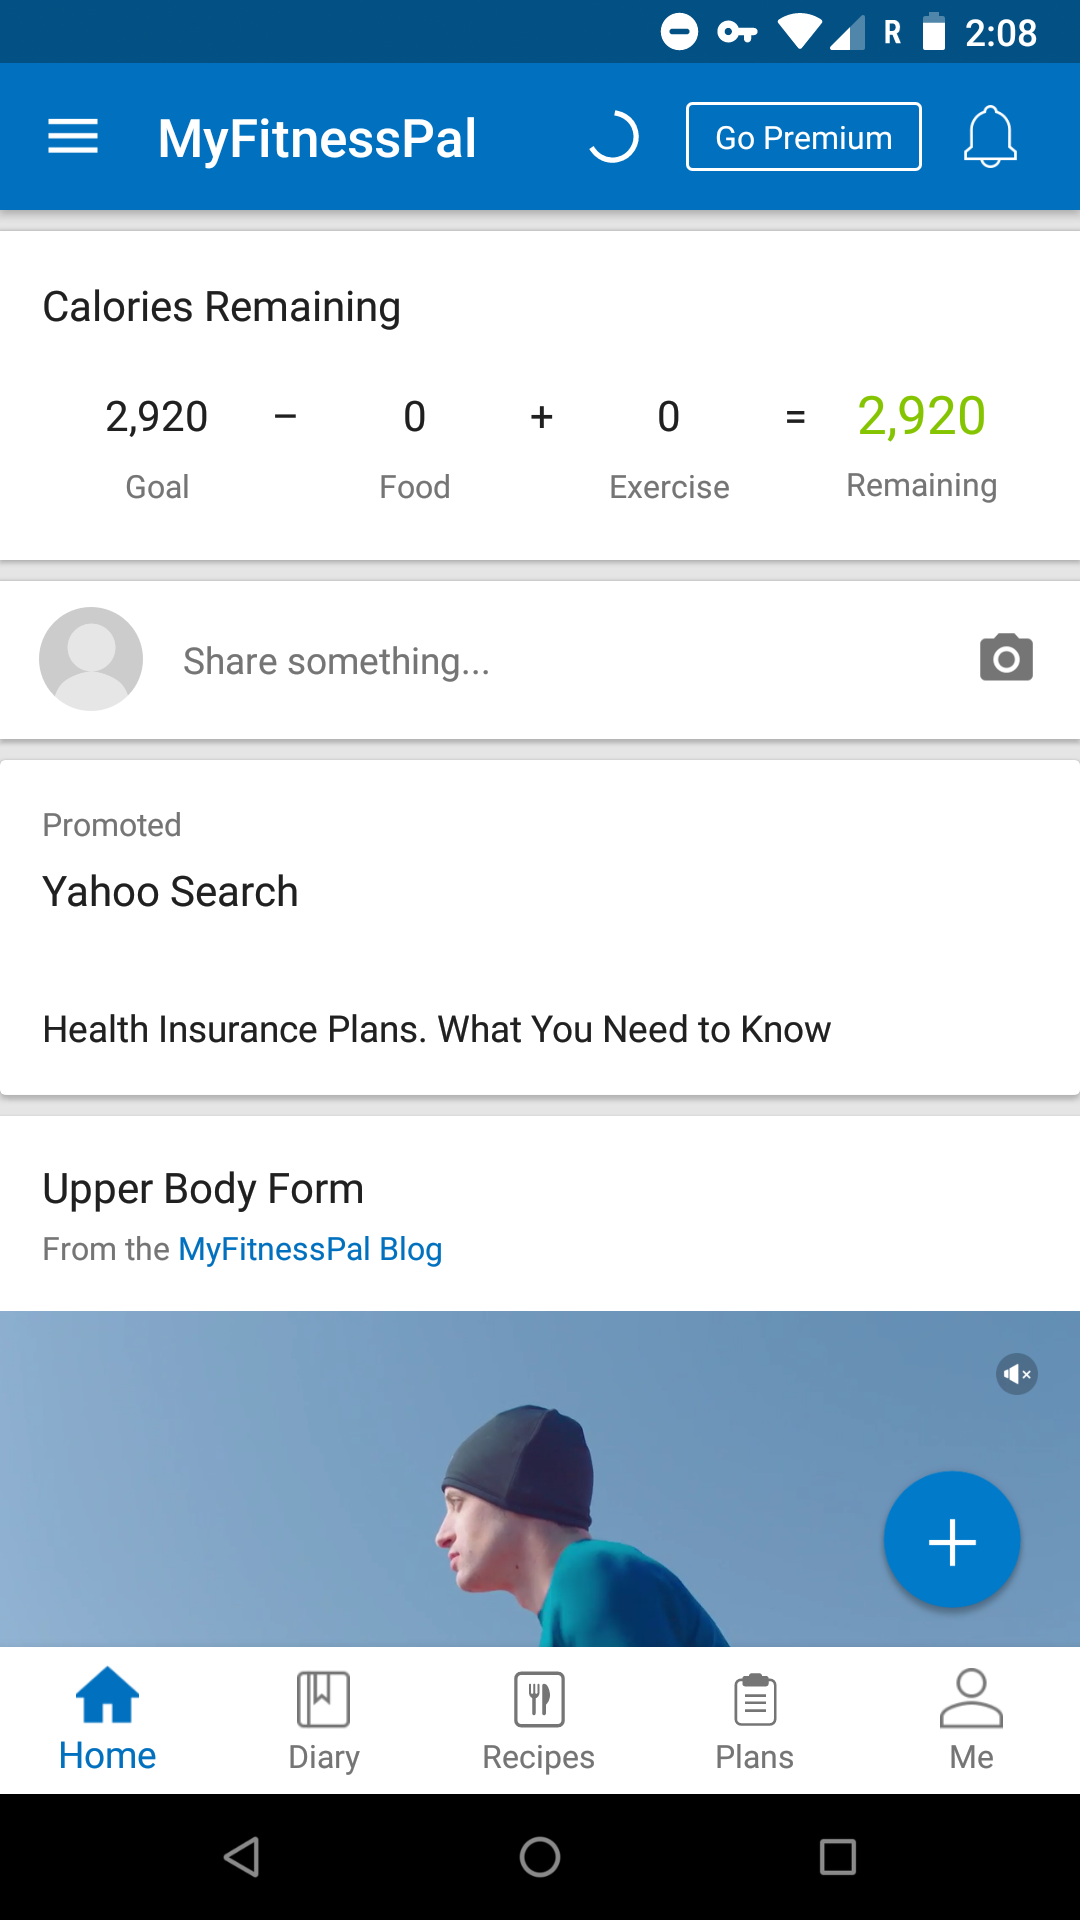 R 2:08
MyFitnessPal Go Premium
Calories Remaining
2,920 – 0 + 0 = 2,920
Goal Food Exercise Remaining
Share something...
Promoted
Yahoo Search
Health Insurance Plans. What You Need to Know
Upper Body Form
From the MyFitnessPal Blog
Home Diary Recipes Plans Me